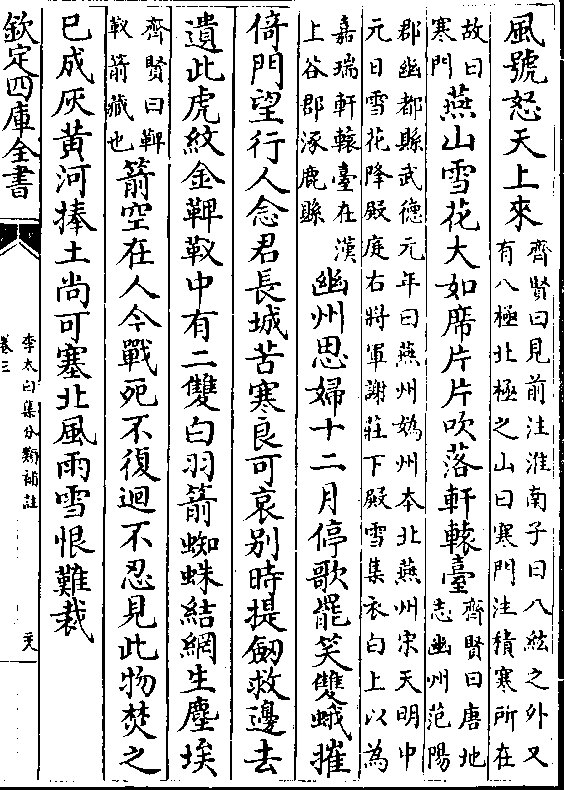 風號怒天上來齊賢曰見前注淮南子曰八紘之外又
有八極北極之山曰寒門注積寒所在
故曰
寒門燕山雪花大如席片片吹落軒轅臺齊賢曰唐地
志幽州范陽
郡幽都縣武德元年曰燕州嬀州本北燕州宋天明中
元日雪花降殿庭右將軍謝莊下殿雪集衣白上以為
嘉瑞軒轅臺在漢
上谷郡涿鹿縣幽州思婦十二月停歌罷笑雙蛾摧
倚門望行人念君長城苦寒良可哀别時提劒救邊去
遺此虎紋金鞞靫中有二雙白羽箭蜘蛛結網生塵埃
齊賢曰鞞
靫箭藏也箭空在人今戰死不復迴不忍見此物焚之
已成灰黄河捧土尚可塞北風雨雪恨難裁
欽定四庫全書
李太白集分類補註
卷三
天